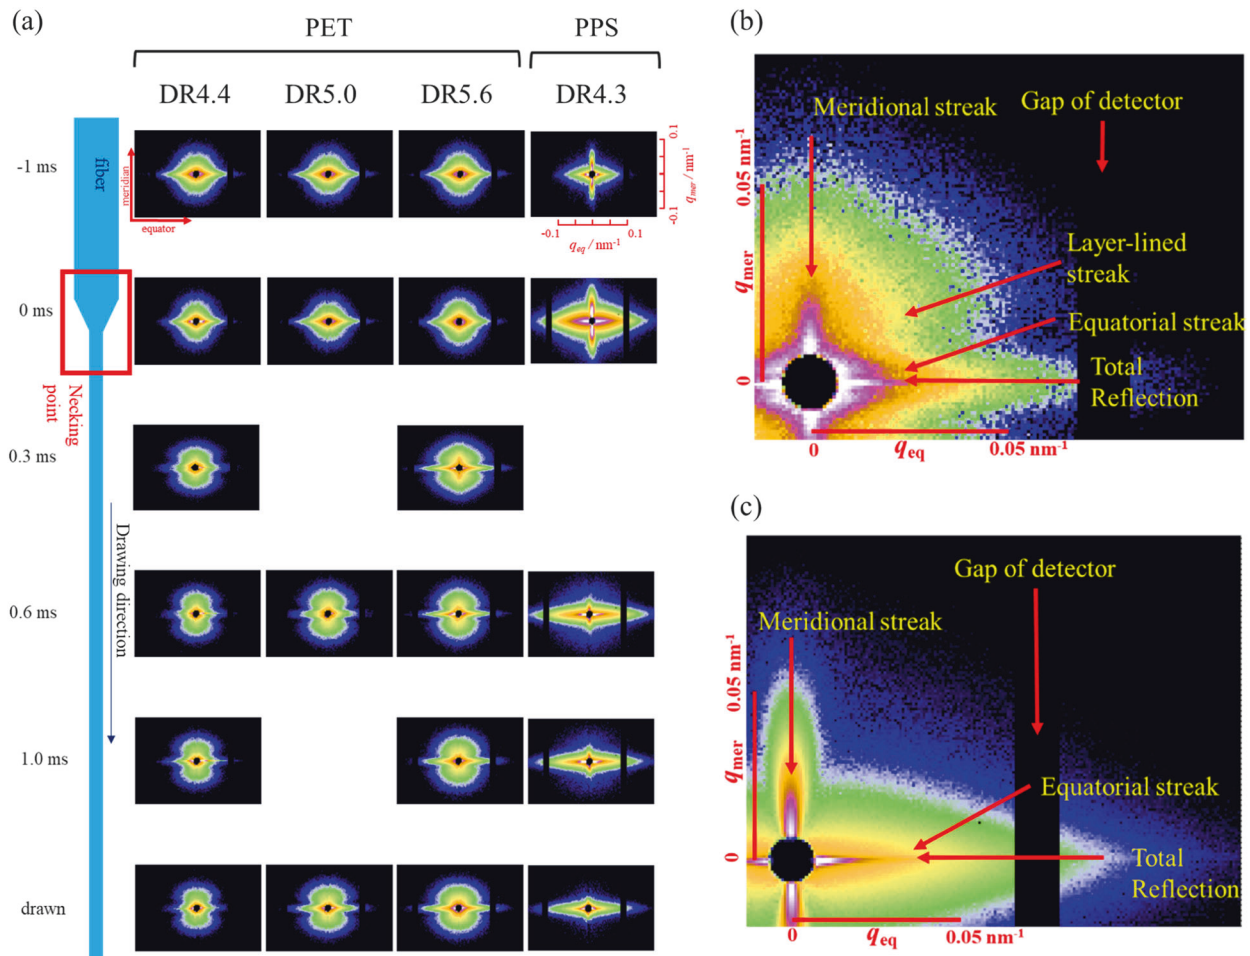 (a)
PET
PPS
DR4.4
DR5.0
DR5.6
DR4.3
-1 ms
fiber
meridian
equator
0.1
-0.1
q mer / nm-1
-0.1
0.1
qeq / nm-1
0 ms
Necking
point
0.3 ms
Drawing direction
0.6 ms
1.0 ms
drawn
(b)
Meridional streak
Gap of detector
0.05 nm-1
qmer
0
Layer-lined
streak
Equatorial streak
Total
Reflection
0
qeq
0.05 nm-1
(c)
Gap of detector
Meridional streak
0.05 nm-1
qmer
0
Equatorial streak
Total
Reflection
0
qeq
0.05 nm-1